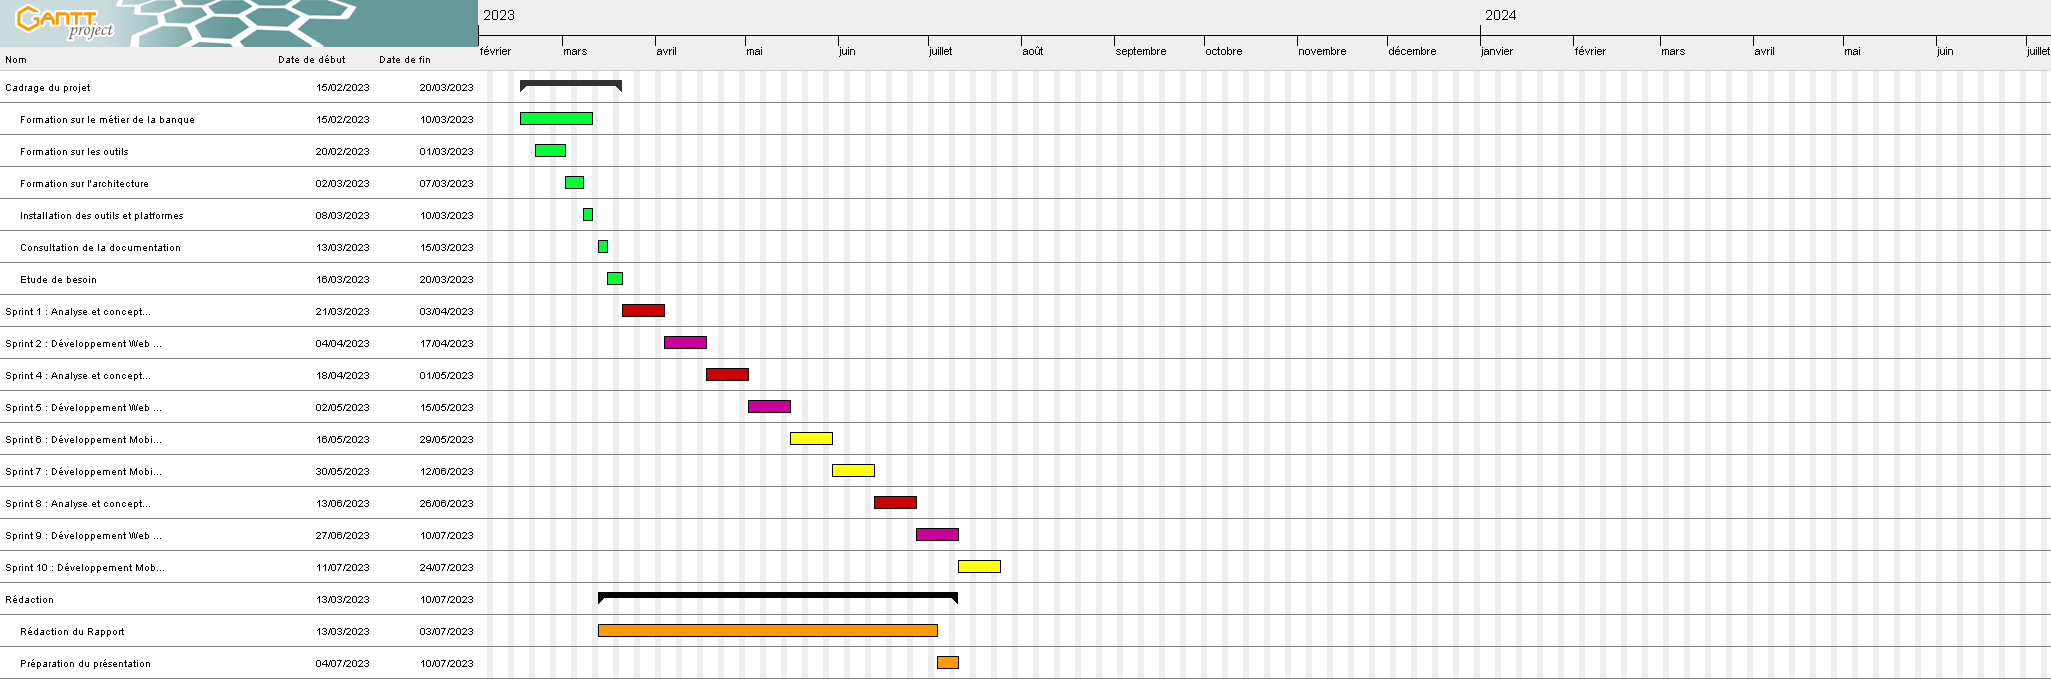 GANTT
project
2023
2024
février mars avril mai juin juillet août septembre octobre novembre décembre janvier février mars avril mai juin juillet
Nom Date de début Date de fin
Cadrage du projet 15/02/2023 20/03/2023
Formation sur le métier de la banque 15/02/2023 10/03/2023
Formation sur les outils 20/02/2023 01/03/2023
Formation sur l'architecture 02/03/2023 07/03/2023
Installation des outils et platformes 08/03/2023 10/03/2023
Consultation de la documentation 13/03/2023 15/03/2023
Etude de besoin 16/03/2023 20/03/2023
Sprint 1 : Analyse et concept... 21/03/2023 03/04/2023
Sprint 2 : Développement Web ... 04/04/2023 17/04/2023
Sprint 4 : Analyse et concept... 18/04/2023 01/05/2023
Sprint 5 : Développement Web ... 02/05/2023 15/05/2023
Sprint 6 : Développement Mobi... 16/05/2023 29/05/2023
Sprint 7 : Développement Mobi... 30/05/2023 12/06/2023
Sprint 8 : Analyse et concept... 13/06/2023 26/06/2023
Sprint 9 : Développement Web ... 27/06/2023 10/07/2023
Sprint 10 : Développement Mob... 11/07/2023 24/07/2023
Rédaction 13/03/2023 10/07/2023
Rédaction du Rapport 13/03/2023 03/07/2023
Préparation du présentation 04/07/2023 10/07/2023